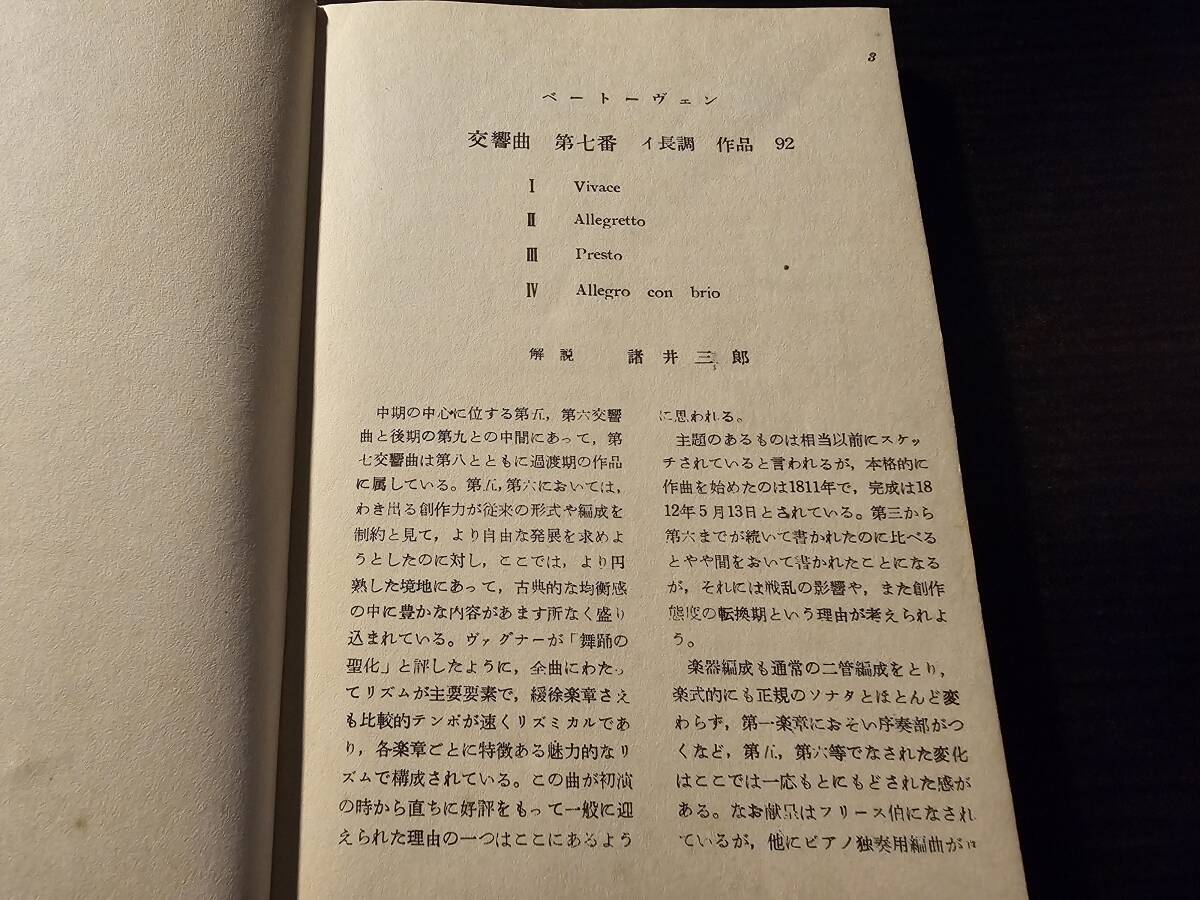 3
ベートーヴェン
交響曲 第七番 イ長調 作品 92
I Vivace
II Allegretto
III Presto
IV Allegro con brio
解説 諸井三郎
中期の中心に位する第五，第六交響
曲と後期の第九との中間にあって，第
七交響曲は第八とともに過渡期の作品
に属している。第五，第六においては，
わき出る創作力が従来の形式や編成を
制約と見て，より自由な発展を求めよ
うとしたのに対し，ここでは，より円
熟した境地にあって，古典的な均衡感
の中に豊かな内容があます所なく盛り
込まれている。ヴァグナーが「舞踊の
聖化」と評したように，全曲にわたっ
てリズムが主要要素で，緩徐楽章さえ
も比較的テンポが速くリズミカルであ
り，各楽章ごとに特徴ある魅力的なリ
ズムで構成されている。この曲が初演
の時から直ちに好評をもって一般に迎
えられた理由の一つはここにあるよう
に思われる。
主題のあるものは相当以前にスケッ
チされていると言われるが，本格的に
作曲を始めたのは1811年で，完成は18
12年5月13日とされている。第三から
第六までが続いて書かれたのに比べる
とやや間をおいて書かれたことになる
が，それには戦乱の影響や，また創作
態度の転換期という理由が考えられよ
う。
楽器編成も通常の二管編成をとり，
楽式的にも正規のソナタとほとんど変
わらず，第一楽章におそい序奏部がつ
くなど，第五，第六等でなされた変化
はここでは一応もとにもどされた感が
ある。なお献呈はフリース伯になされ
ているが，他にピアノ独奏用編曲がロ